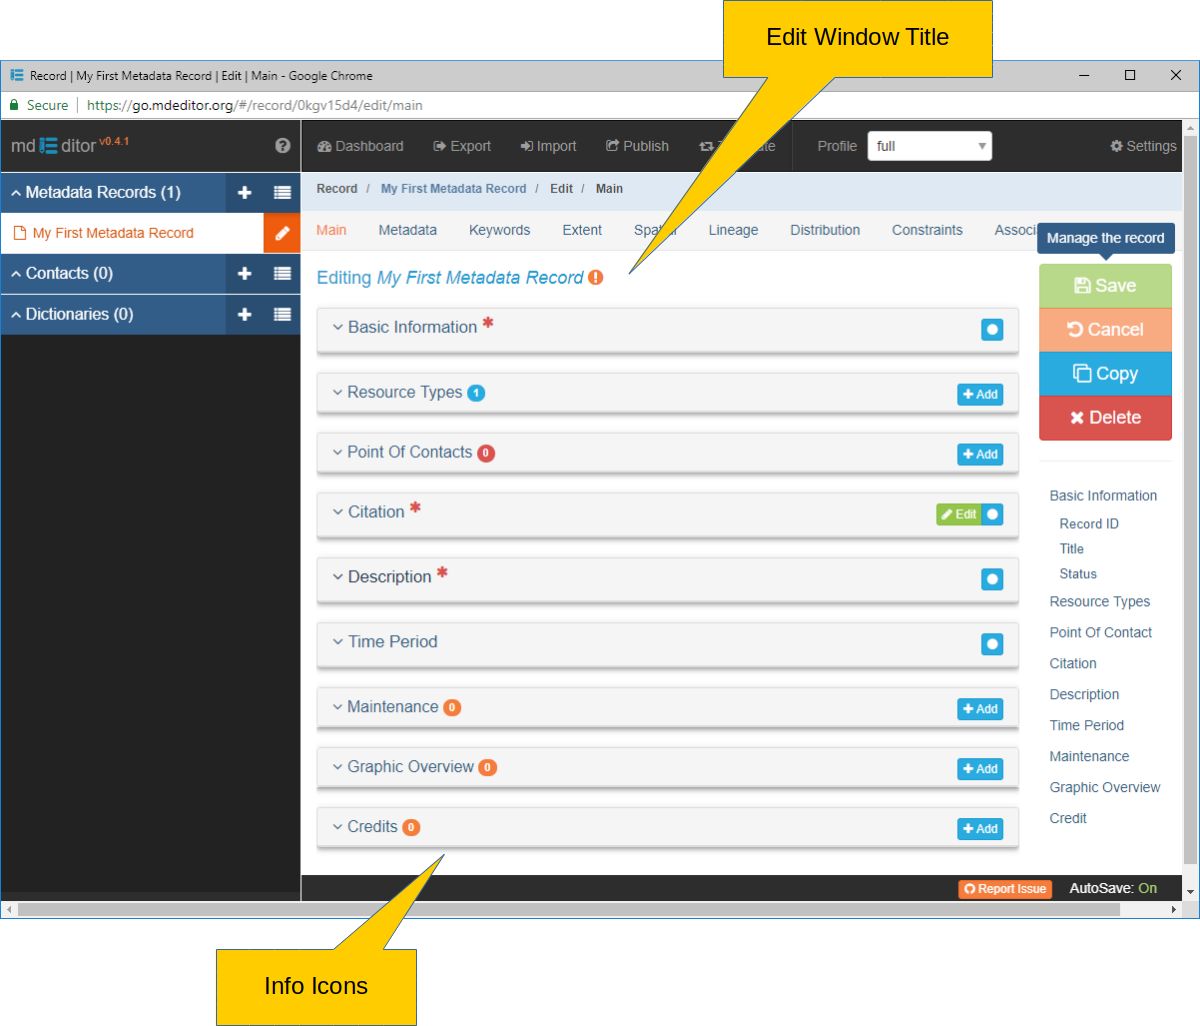 Edit Window Title
Record | My First Metadata Record | Edit | Main - Google Chrome
Secure | https://go.mdeditor.org/#/record/0kgv15d4/edit/main
md ditor v0.4.1
Dashboard Export Import Publish Profile full Settings
Metadata Records (1)
Record / My First Metadata Record / Edit / Main
My First Metadata Record
Main Metadata Keywords Extent Lineage Distribution Constraints
Manage the record
Contacts (0)
Editing My First Metadata Record
Save
Dictionaries (0)
Basic Information *
Cancel
Copy
Resource Types 1
+ Add
Delete
Point Of Contacts 0
+ Add
Citation *
Edit
Description *
Time Period
Maintenance 0
+ Add
Graphic Overview 0
+ Add
Credits 0
+ Add
Basic Information
Record ID
Title
Status
Resource Types
Point Of Contact
Citation
Description
Time Period
Maintenance
Graphic Overview
Credit
Report Issue
AutoSave: On
Info Icons